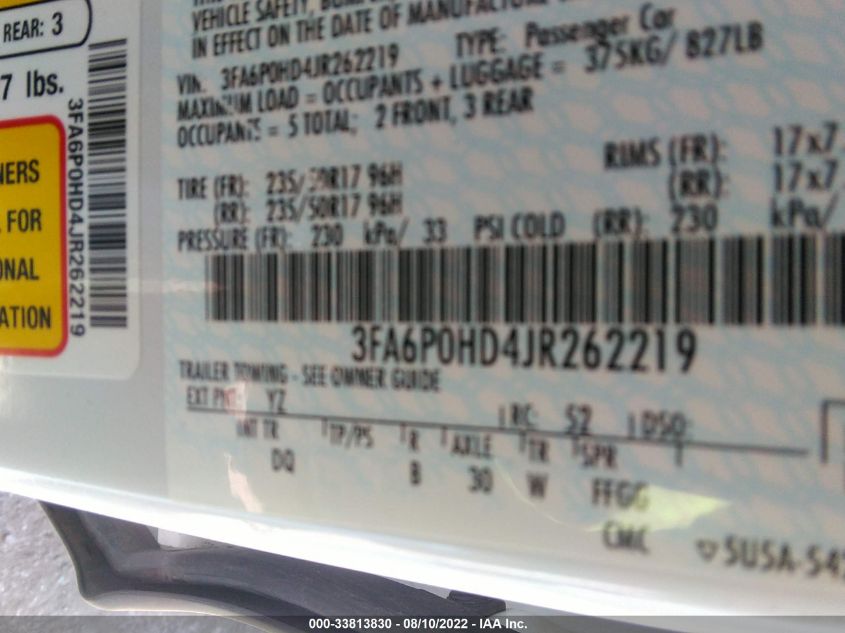 REAR: 3
7 lbs.
3FA6P0HD4JR262219
NERS
FOR
ONAL
ATION
VEHICLE SAFETY,
IN EFFECT ON THE DATE OF MANUFACTURE
VIN: 3FA6P0HD4JR262219 TYPE: Passenger Car
MAXIMUM LOAD = OCCUPANTS + LUGGAGE = 375KG/ 827LB
OCCUPANTS = 5 TOTAL; 2 FRONT, 3 REAR
TIRE (FR): 235/50R17 96H RIMS (FR): 17x7.
(RR): 235/50R17 96H (RR): 17x7.
PRESSURE (FR): 230 kPa/ 33 PSI COLD (RR): 230 kPa/
3FA6P0HD4JR262219
TRAILER TOWING - SEE OWNER GUIDE
EXT PNT: YZ RC: 52 DSO:
INT TR TP/PS R AXLE TR SPR
DQ B 30 W FFGG
CMC
5U5A-54
000-33813830 - 08/10/2022 - IAA Inc.